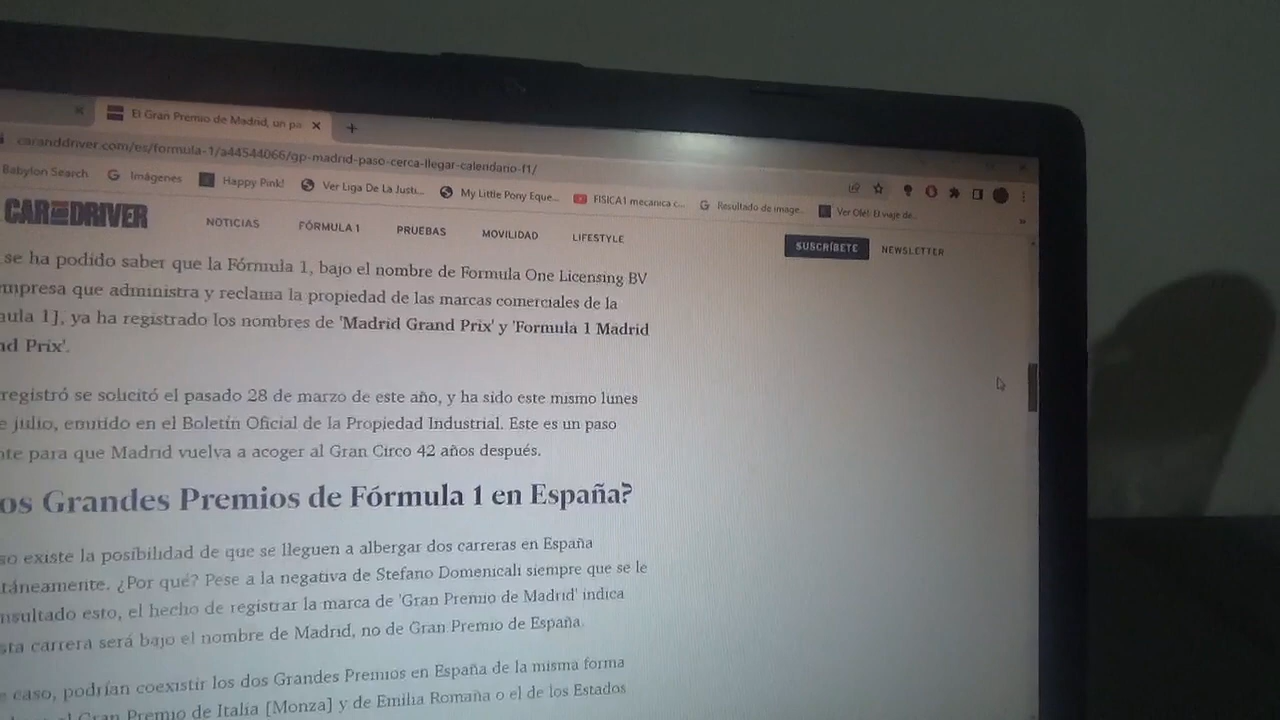 El Gran Premio de Madrid, un pa
caranddriver.com/es/formula-1/a44544066/gp-madrid-paso-cerca-llegar-calendario-f1/
Babylon Search Imágenes Happy Pink! Ver Liga De La Justi... My Little Pony Eque... FISICA1 mecanica c... Resultado de image... Ver Olé! El viaje de...
CAR AND DRIVER NOTICIAS FÓRMULA 1 PRUEBAS MOVILIDAD LIFESTYLE SUSCRÍBETE NEWSLETTER
se ha podido saber que la Fórmula 1, bajo el nombre de Formula One Licensing BV
mpresa que administra y reclama la propiedad de las marcas comerciales de la
ula 1], ya ha registrado los nombres de 'Madrid Grand Prix' y 'Formula 1 Madrid
nd Prix'.
registró se solicitó el pasado 28 de marzo de este año, y ha sido este mismo lunes
e julio, emitido en el Boletín Oficial de la Propiedad Industrial. Este es un paso
nte para que Madrid vuelva a acoger al Gran Circo 42 años después.
os Grandes Premios de Fórmula 1 en España?
so existe la posibilidad de que se lleguen a albergar dos carreras en España
táneamente. ¿Por qué? Pese a la negativa de Stefano Domenicali siempre que se le
nsultado esto, el hecho de registrar la marca de 'Gran Premio de Madrid' indica
sta carrera será bajo el nombre de Madrid, no de Gran Premio de España.
e caso, podrían coexistir los dos Grandes Premios en España de la misma forma
el Gran Premio de Italia [Monza] y de Emilia Romaña o el de los Estados